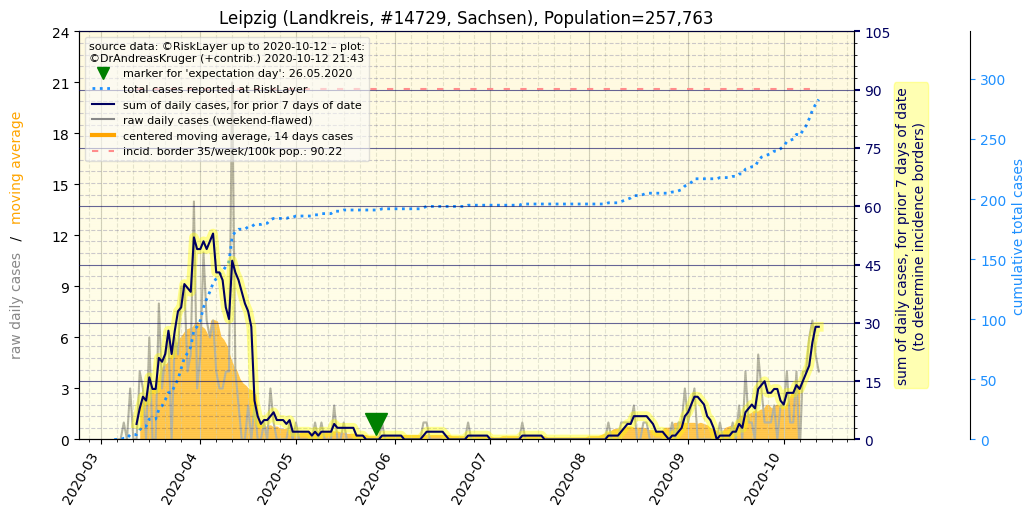 Leipzig (Landkreis, #14729, Sachsen), Population=257,763
source data: ©RiskLayer up to 2020-10-12 – plot:
©DrAndreasKruger (+contrib.) 2020-10-12 21:43
marker for 'expectation day': 26.05.2020
total cases reported at RiskLayer
sum of daily cases, for prior 7 days of date
raw daily cases (weekend-flawed)
centered moving average, 14 days cases
incid. border 35/week/100k pop.: 90.22
raw daily cases / moving average
24
21
18
15
12
9
6
3
0
2020-03
2020-04
2020-05
2020-06
2020-07
2020-08
2020-09
2020-10
105
90
75
60
45
30
15
0
sum of daily cases, for prior 7 days of date
(to determine incidence borders)
300
250
200
150
100
50
0
cumulative total cases